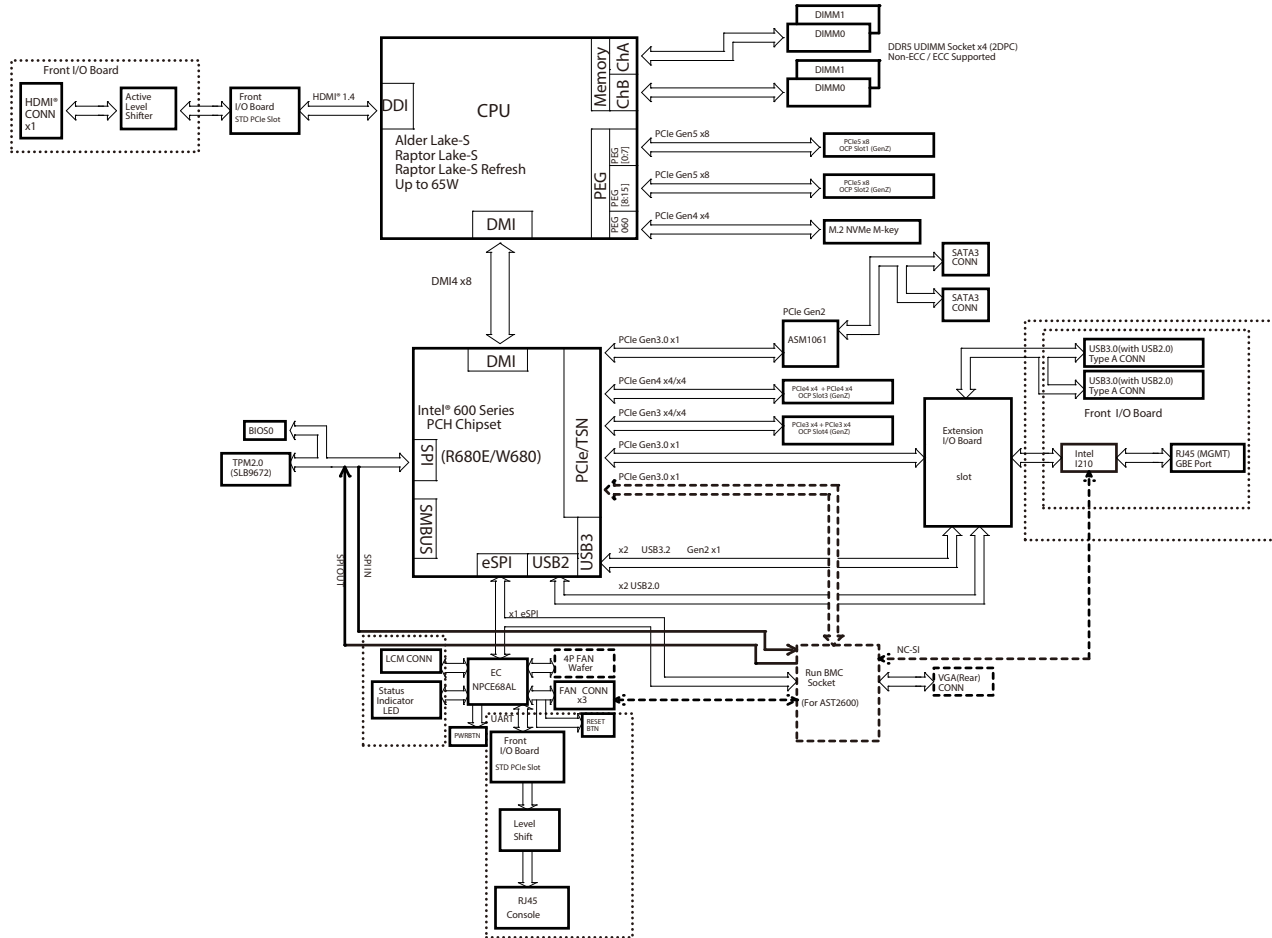 DIMM1
DIMM0
DDR5 UDIMM Socket x4 (2DPC)
Non-ECC / ECC Supported
DIMM1
DIMM0
Front I/O Board
HDMI® CONN x1
Active Level Shifter
Front I/O Board
STD PCIe Slot
HDMI® 1.4
DDI
CPU
Memory
ChA
ChB
Alder Lake-S
Raptor Lake-S
Raptor Lake-S Refresh
Up to 65W
PEG
PEG [0:7]
PEG [8:15]
PEG 060
DMI
PCIe Gen5 x8
PCIe5 x8
OCP Slot1 (GenZ)
PCIe Gen5 x8
PCIe5 x8
OCP Slot2 (GenZ)
PCIe Gen4 x4
M.2 NVMe M-key
DMI4 x8
SATA3 CONN
SATA3 CONN
PCIe Gen2
ASM1061
PCIe Gen3.0 x1
DMI
Intel® 600 Series
PCH Chipset
(R680E/W680)
PCIe/TSN
PCIe Gen4 x4/x4
PCIe4 x4 + PCIe4 x4
OCP Slot3 (GenZ)
PCIe Gen3 x4/x4
PCIe3 x4 + PCIe3 x4
OCP Slot4 (GenZ)
PCIe Gen3.0 x1
PCIe Gen3.0 x1
Extension
I/O Board
slot
USB3.0(with USB2.0)
Type A CONN
USB3.0(with USB2.0)
Type A CONN
Front I/O Board
Intel
I210
RJ45 (MGMT)
GBE Port
BIOS0
TPM2.0
(SLB9672)
SPI
SMBUS
eSPI
USB2
USB3
x2 USB3.2 Gen2 x1
x2 USB2.0
SPI OUT
SPI IN
x1 eSPI
LCM CONN
Status
Indicator
LED
EC
NPCE68AL
4P FAN
Wafer
FAN CONN
x3
PWRBTN
UART
RESET
BTN
Front
I/O Board
STD PCIe Slot
Level
Shift
RJ45
Console
Run BMC
Socket
(For AST2600)
NC-SI
VGA(Rear)
CONN